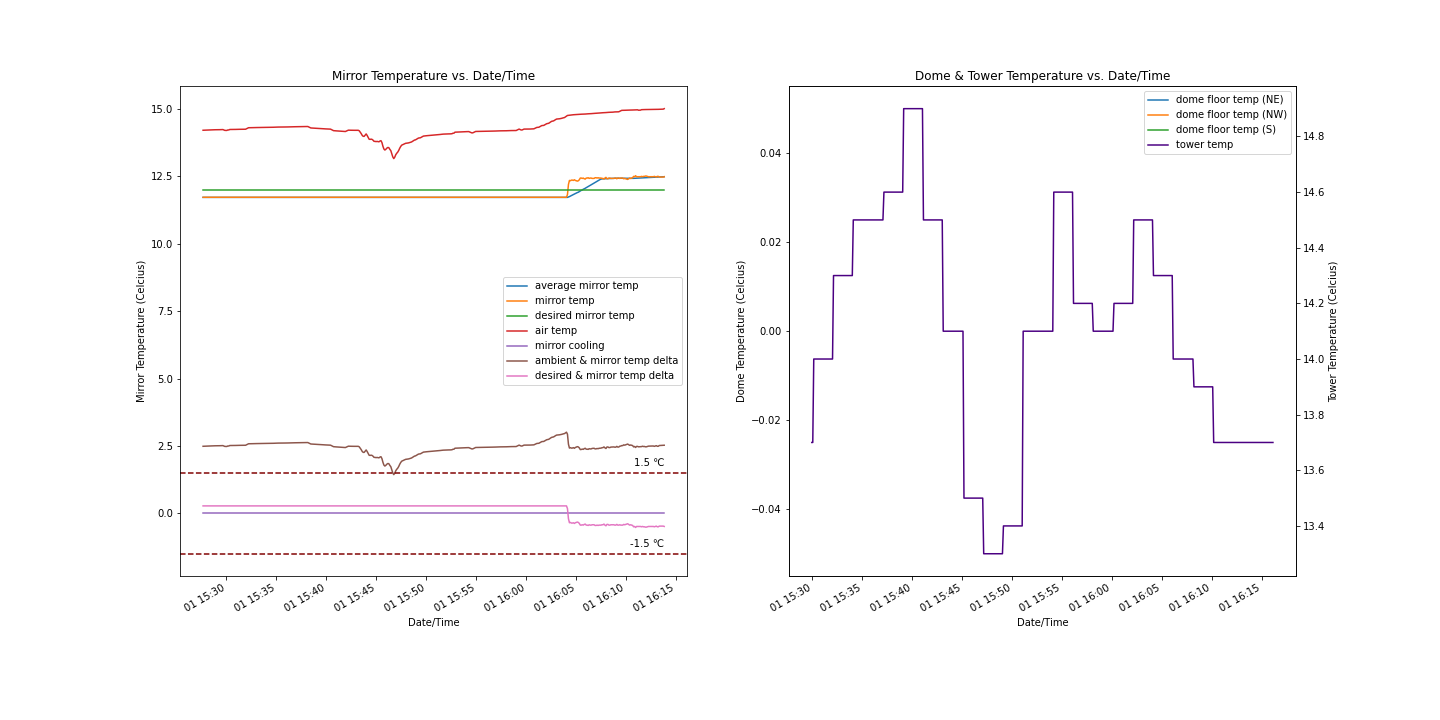 Mirror Temperature vs. Date/Time
Mirror Temperature (Celcius)
15.0
12.5
10.0
7.5
5.0
2.5
0.0
average mirror temp
mirror temp
desired mirror temp
air temp
mirror cooling
ambient & mirror temp delta
desired & mirror temp delta
1.5 ℃
-1.5 ℃
01 15:30
01 15:35
01 15:40
01 15:45
01 15:50
01 15:55
01 16:00
01 16:05
01 16:10
01 16:15
Date/Time
Dome & Tower Temperature vs. Date/Time
Dome Temperature (Celcius)
0.04
0.02
0.00
−0.02
−0.04
dome floor temp (NE)
dome floor temp (NW)
dome floor temp (S)
tower temp
14.8
14.6
14.4
14.2
14.0
13.8
13.6
13.4
Tower Temperature (Celcius)
01 15:30
01 15:35
01 15:40
01 15:45
01 15:50
01 15:55
01 16:00
01 16:05
01 16:10
01 16:15
Date/Time